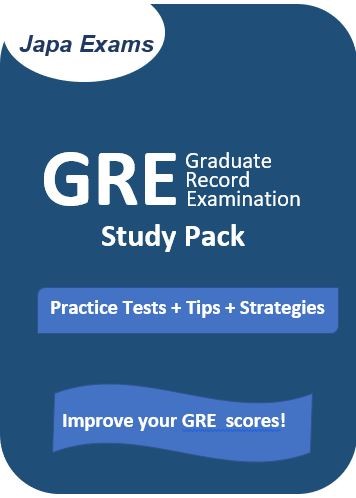 Japa Exams
GRE
Graduate
Record
Examination
Study Pack
Practice Tests + Tips + Strategies
Improve your GRE scores!